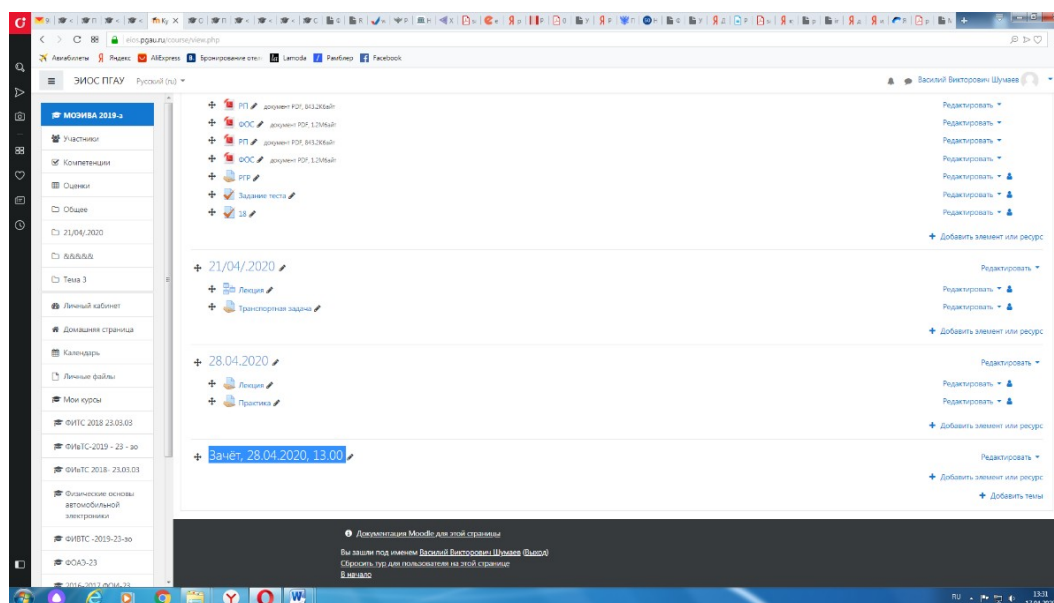 eios.pgau.ru/course/view.php
Авиабилеты Яндекс AliExpress Бронирование отел Lamoda Рамблер Facebook
ЭИОС ПГАУ Русский (ru)
Василий Викторович Шумаев
МОЭИВА 2019-з
Участники
Компетенции
Оценки
Общее
21/04/.2020
&&&&&
Тема 3
Личный кабинет
Домашняя страница
Календарь
Личные файлы
Мои курсы
ФИТС 2018 23.03.03
ФИвТС-2019 - 23 - зо
ФИвТС 2018- 23.03.03
Физические основы
автомобильной
электроники
ФИВТС -2019-23-зо
ФОАЭ-23
РП документ PDF, 843.2Кбайт Редактировать
ФОС документ PDF, 1.2Мбайт Редактировать
РП документ PDF, 843.2Кбайт Редактировать
ФОС документ PDF, 1.2Мбайт Редактировать
РГР Редактировать
Задание теста Редактировать
18 Редактировать
Добавить элемент или ресурс
21/04/.2020 Редактировать
Лекция Редактировать
Транспортная задача Редактировать
Добавить элемент или ресурс
28.04.2020 Редактировать
Лекция Редактировать
Практика Редактировать
Добавить элемент или ресурс
Зачёт, 28.04.2020, 13.00 Редактировать
Добавить элемент или ресурс
Добавить темы
Документация Moodle для этой страницы
Вы зашли под именем Василий Викторович Шумаев (Выход)
Сбросить тур для пользователя на этой странице
В начало
RU 13:31